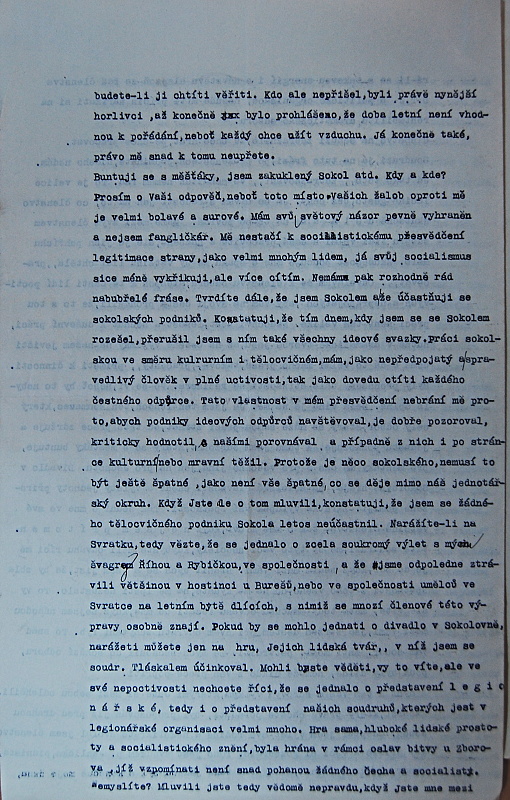 budete-li ji chtíti věřiti. Kdo ale nepřišel,byli právě nynější
horlivci ,až konečně bylo prohlášeno,že doba letní není vhod-
nou k pořádání,neboť každý chce užít vzduchu. Já konečně také,
právo mě snad k tomu neupřete.
Buntuji se s měšťáky, jsem zakuklený Sokol atd. Kdy a kde?
Prosím o Vaši odpověď,neboť toto místo Vašich žalob oproti mě
je velmi bolavé a surové. Mám svůj světový názor pevně vyhraněn
a nejsem fangličkář. Mě nestačí k socialistickému přesvědčení
legitimace strany,jako velmi mnohým lidem, já svůj socialismus
sice méně vykřikuji,ale více cítím. Nemám pak rozhodně rád
nabubřelé fráse. Tvrdíte dále,že jsem Sokolem a že účastňuji se
sokolských podniků. Konstatuji,že tím dnem,kdy jsem se se Sokolem
rozešel,přerušil jsem s ním také všechny ideové svazky.Práci sokol-
skou ve směru kulrurním i tělocvičném,mám,jako nepředpojatý a spra-
vedlivý člověk v plné uctivosti,tak jako dovedu ctíti každého
čestného odpůrce. Tato vlastnost v mém přesvědčení nebrání mě pro-
to,abych podniky ideových odpůrců navštěvoval,je dobře pozoroval,
kriticky hodnotil s našimi porovnával a případně z nich i po strán-
ce kulturní nebo mravní těžil. Protože je něco sokolského,nemusí to
být ještě špatné ,jako není vše špatné,co se děje mimo náš jednotář-
ský okruh. Když Jste de o tom mluvili,konstatuji,že jsem se žádné-
ho tělocvičného podniku Sokola letos neúčastnil. Narážíte-li na
Svratku,tedy vězte,že se jednalo o zcela soukromý výlet s mým
švagrem Říhou a Rybičkou,ve společnosti , a že jsme odpoledne ztrá-
vili většinou v hostinci u Burešů,nebo ve společnosti umělců ve
Svratce na letním bytě dlících, s nimiž se mnozí členové této vý-
pravy osobně znají. Pokud by se mohlo jednati o divadlo v Sokolovně,
narážeti můžete jen na hru, Jejich lidská tvář,, v níž jsem se
soudr. Tláskalem účinkoval. Mohli byste věděti,vy to víte,ale ve
své nepoctivosti nechcete říci,že se jednalo o představení l e g i o
n á ř s k é, tedy i o představení našich soudruhů,kterých jest v
legionářské organisaci velmi mnoho. Hra sama,hluboké lidské prosto-
ty a socialistického znění,byla hrána v rámci oslav bitvy u Zboro-
va ,jíž vzpomínati není snad pohanou žádného čecha a socialisty.
Nemyslíte? Mluvili jste tedy vědomě nepravdu,když jste mne mezi